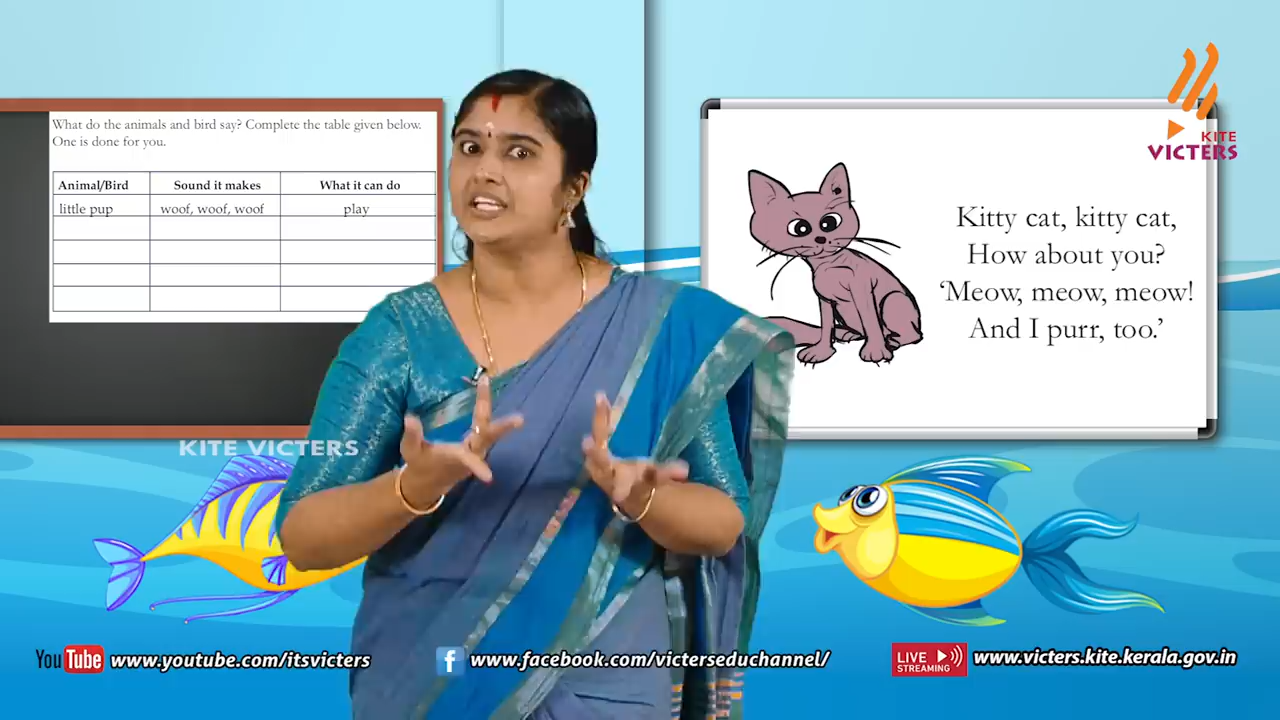 What do the animals and bird say? Complete the table given below.
One is done for you.
Animal/Bird Sound it makes What it can do
little pup woof, woof, woof play
KITE
VICTERS
Kitty cat, kitty cat,
How about you?
‘Meow, meow, meow!
And I purr, too.’
KITE VICTERS
YouTube www.youtube.com/itsvicters
f www.facebook.com/victerseduchannel/
LIVE
STREAMING
www.victers.kite.kerala.gov.in